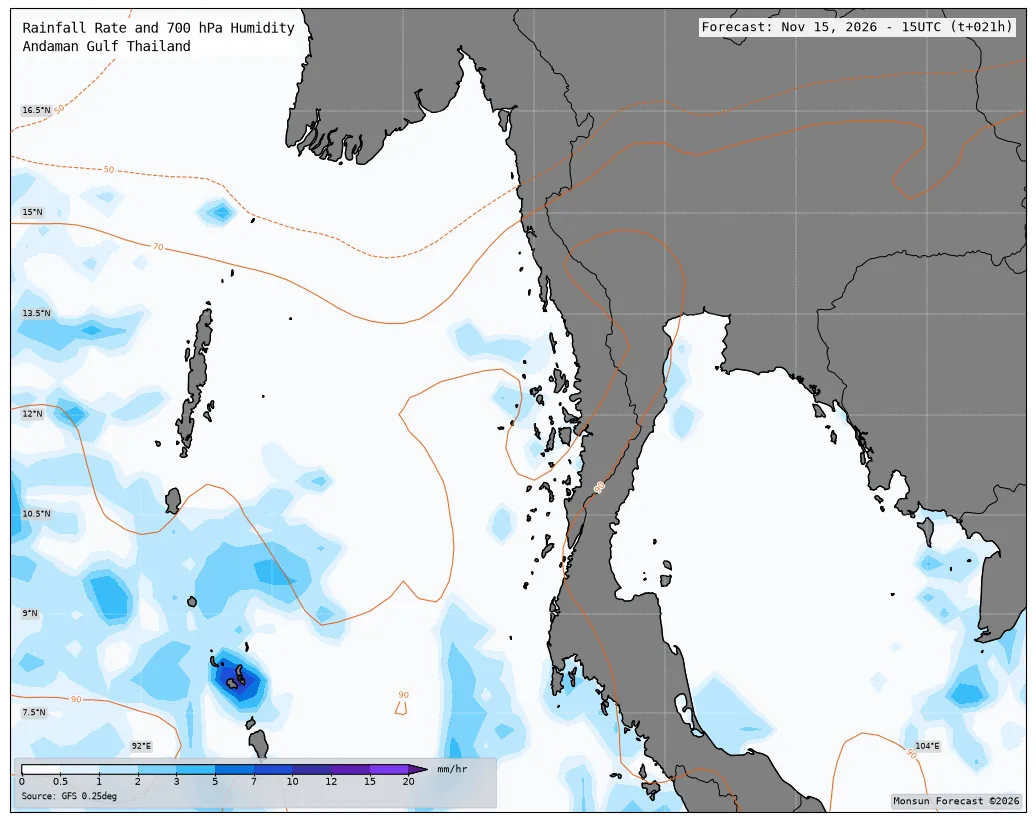 Rainfall Rate and 700 hPa Humidity
Andaman Gulf Thailand
Forecast: Nov 15, 2026 - 15UTC (t+021h)
50
16.5°N
50
15°N
70
13.5°N
12°N
90
10.5°N
9°N
90
90
7.5°N
92°E
104°E
90
0 0.5 1 2 3 5 7 10 12 15 20 mm/hr
Source: GFS 0.25deg
Monsun Forecast ©2026